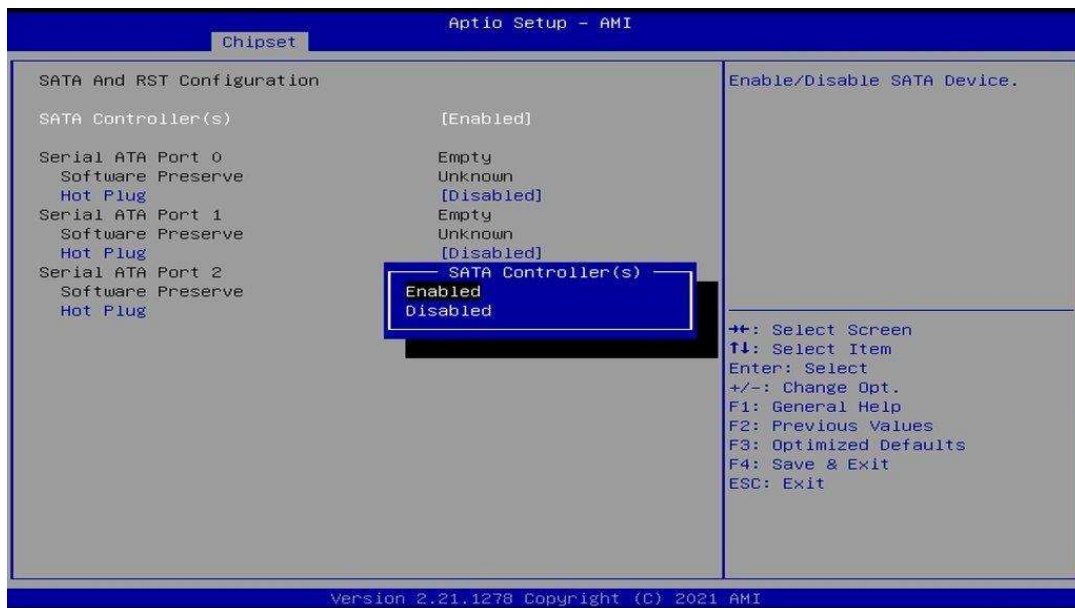 Aptio Setup - AMI
Chipset
SATA And RST Configuration
SATA Controller(s) [Enabled]
Serial ATA Port 0 Empty
Software Preserve Unknown
Hot Plug [Disabled]
Serial ATA Port 1 Empty
Software Preserve Unknown
Hot Plug [Disabled]
Serial ATA Port 2
Software Preserve
Hot Plug
SATA Controller(s)
Enabled
Disabled
Enable/Disable SATA Device.
→←: Select Screen
↑↓: Select Item
Enter: Select
+/-: Change Opt.
F1: General Help
F2: Previous Values
F3: Optimized Defaults
F4: Save & Exit
ESC: Exit
Version 2.21.1278 Copyright (C) 2021 AMI